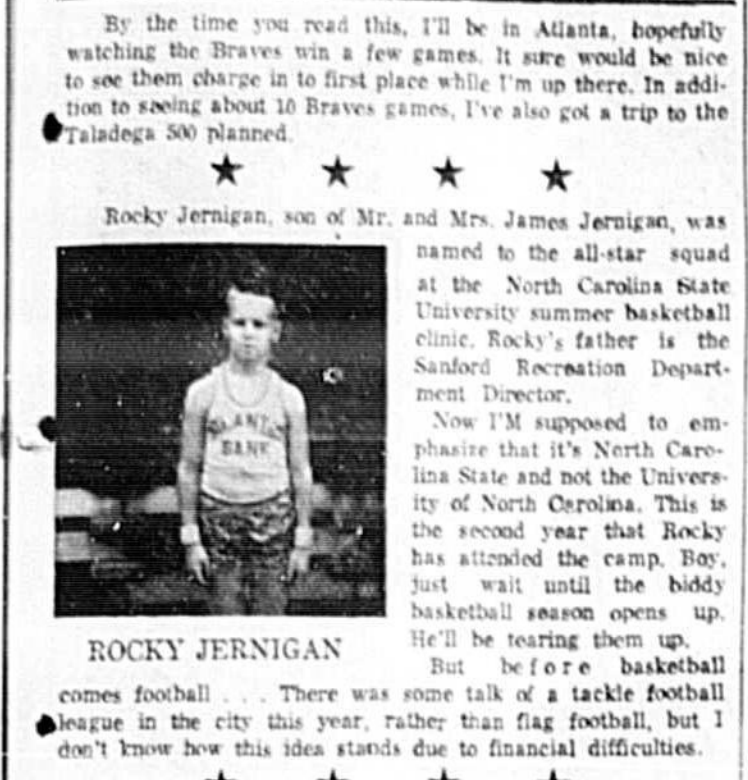 By the time you read this, I'll be in Atlanta, hopefully
watching the Braves win a few games. It sure would be nice
to see them charge in to first place while I'm up there. In addi-
tion to seeing about 10 Braves games, I've also got a trip to the
Taladega 500 planned.
Rocky Jernigan, son of Mr. and Mrs. James Jernigan, was
named to the all-star squad
at the North Carolina State
University summer basketball
clinic. Rocky's father is the
Sanford Recreation Depart-
ment Director.
Now I'M supposed to em-
phasize that it's North Caro-
lina State and not the Univers-
ity of North Carolina. This is
the second year that Rocky
has attended the camp. Boy,
just wait until the biddy
basketball season opens up.
He'll be tearing them up.
BANK
ROCKY JERNIGAN
But before basketball
comes football . . . There was some talk of a tackle football
league in the city this year, rather than flag football, but I
don't know how this idea stands due to financial difficulties.